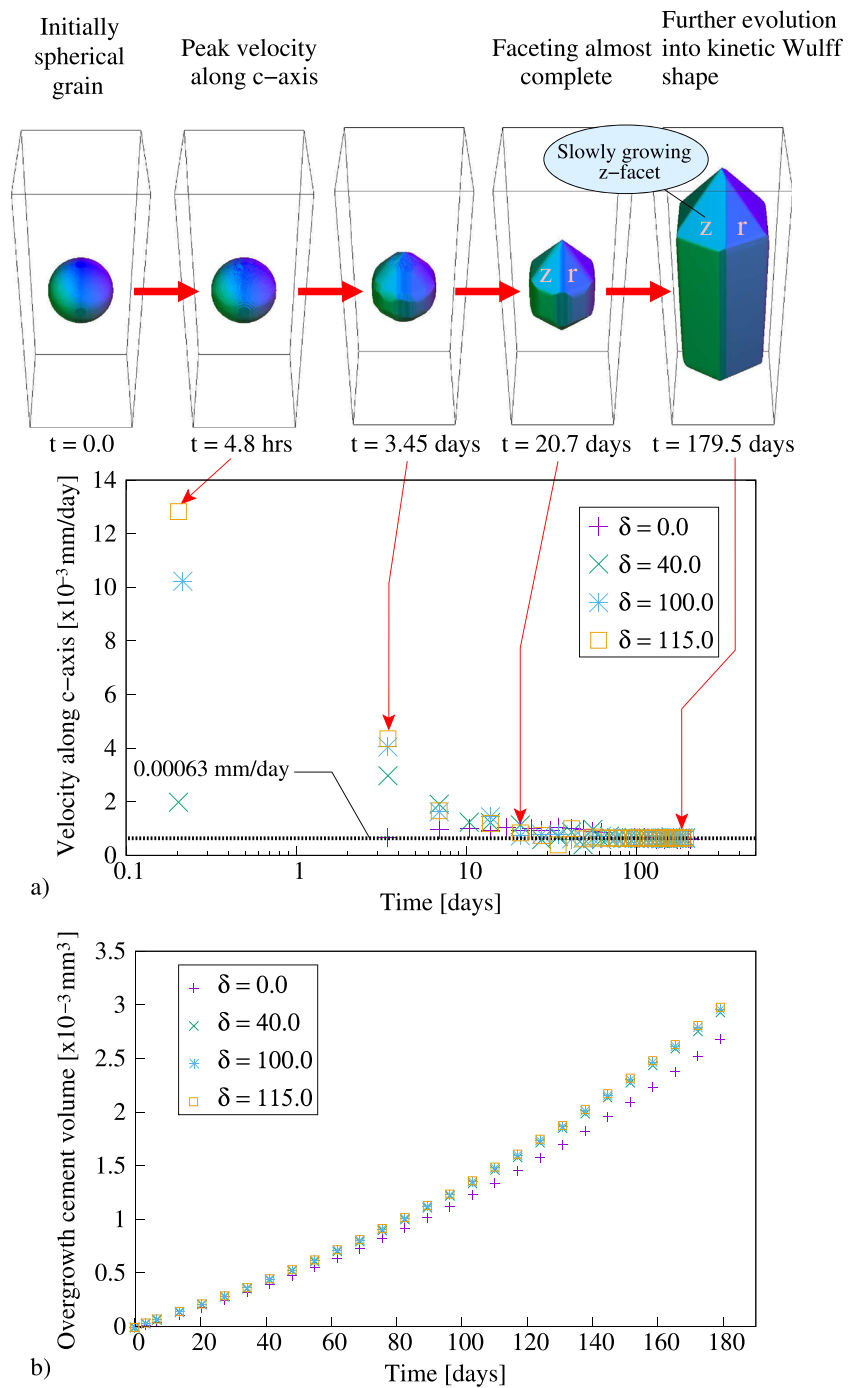 Initially
spherical
grain
Peak velocity
along c−axis
Faceting almost
complete
Further evolution
into kinetic Wulff
shape
Slowly growing
z−facet
z r
z r
t = 0.0
t = 4.8 hrs
t = 3.45 days
t = 20.7 days
t = 179.5 days
Velocity along c−axis [x10⁻³ mm/day]
14
12
10
8
6
4
2
0
δ = 0.0
δ = 40.0
δ = 100.0
δ = 115.0
0.00063 mm/day
0.1 1 10 100
Time [days]
a)
Overgrowth cement volume [x10⁻³ mm³]
3.5
3
2.5
2
1.5
1
0.5
0
δ = 0.0
δ = 40.0
δ = 100.0
δ = 115.0
0 20 40 60 80 100 120 140 160 180
Time [days]
b)